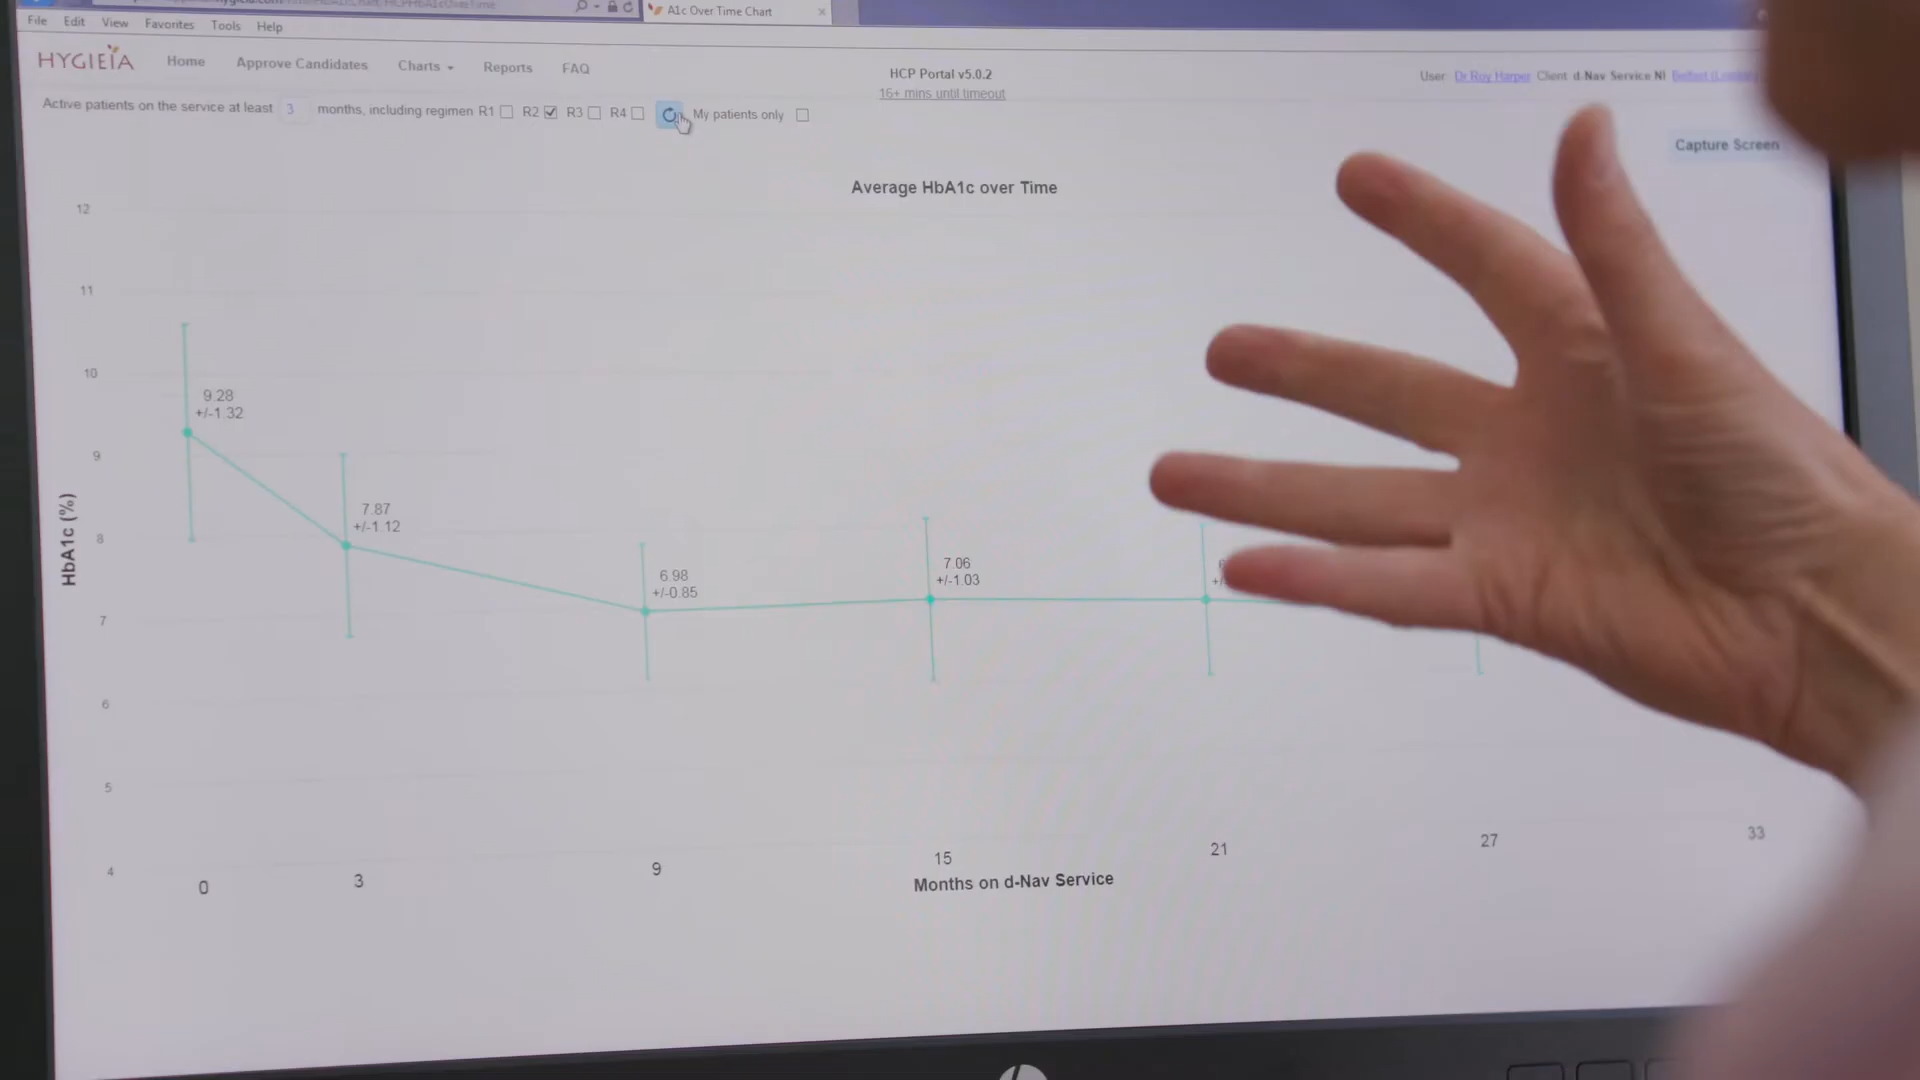 A1c Over Time Chart
File Edit View Favorites Tools Help
HYGIEIA Home Approve Candidates Charts Reports FAQ
HCP Portal v5.0.2
16+ mins until timeout
User: Dr Roy Harper Client d-Nav Service NI
Active patients on the service at least 3 months, including regimen R1 R2 R3 R4 My patients only
Capture Screen
Average HbA1c over Time
12
11
10
9
8
7
6
5
4
HbA1c (%)
9.28
+/-1.32
7.87
+/-1.12
6.98
+/-0.85
7.06
+/-1.03
0
3
9
15
21
27
33
Months on d-Nav Service